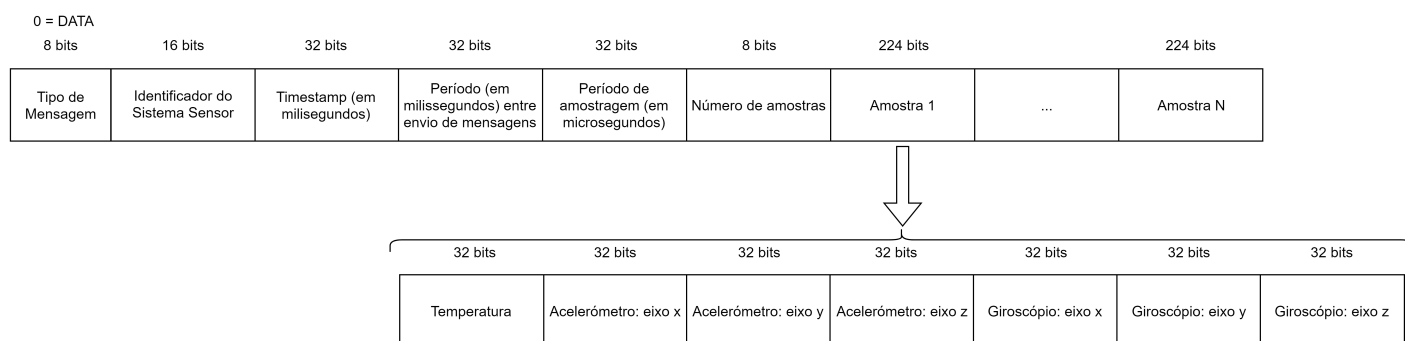 0 = DATA
8 bits
16 bits
32 bits
32 bits
32 bits
8 bits
224 bits
224 bits
Tipo de
Mensagem
Identificador do
Sistema Sensor
Timestamp (em
milisegundos)
Período (em
milissegundos) entre
envio de mensagens
Período de
amostragem (em
microsegundos)
Número de amostras
Amostra 1
...
Amostra N
32 bits
32 bits
32 bits
32 bits
32 bits
32 bits
32 bits
Temperatura
Acelerómetro: eixo x
Acelerómetro: eixo y
Acelerómetro: eixo z
Giroscópio: eixo x
Giroscópio: eixo y
Giroscópio: eixo z